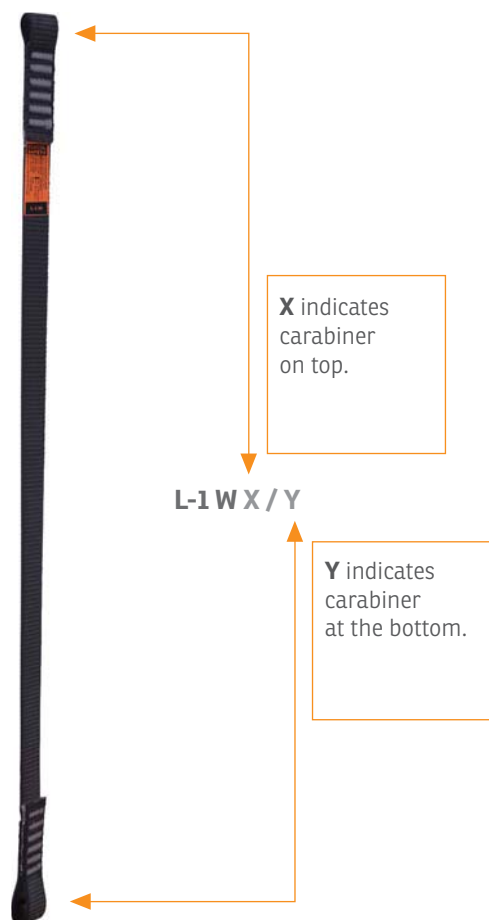 X indicates
carabiner
on top.
L-1 W X / Y
Y indicates
carabiner
at the bottom.